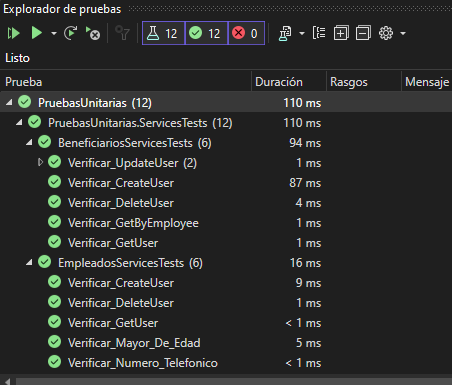 Explorador de pruebas
12 12 0
Listo
Prueba Duración Rasgos Mensaje
PruebasUnitarias (12) 110 ms
PruebasUnitarias.ServicesTests (12) 110 ms
BeneficiariosServicesTests (6) 94 ms
Verificar_UpdateUser (2) 1 ms
Verificar_CreateUser 87 ms
Verificar_DeleteUser 4 ms
Verificar_GetByEmployee 1 ms
Verificar_GetUser 1 ms
EmpleadosServicesTests (6) 16 ms
Verificar_CreateUser 9 ms
Verificar_DeleteUser 1 ms
Verificar_GetUser < 1 ms
Verificar_Mayor_De_Edad 5 ms
Verificar_Numero_Telefonico < 1 ms